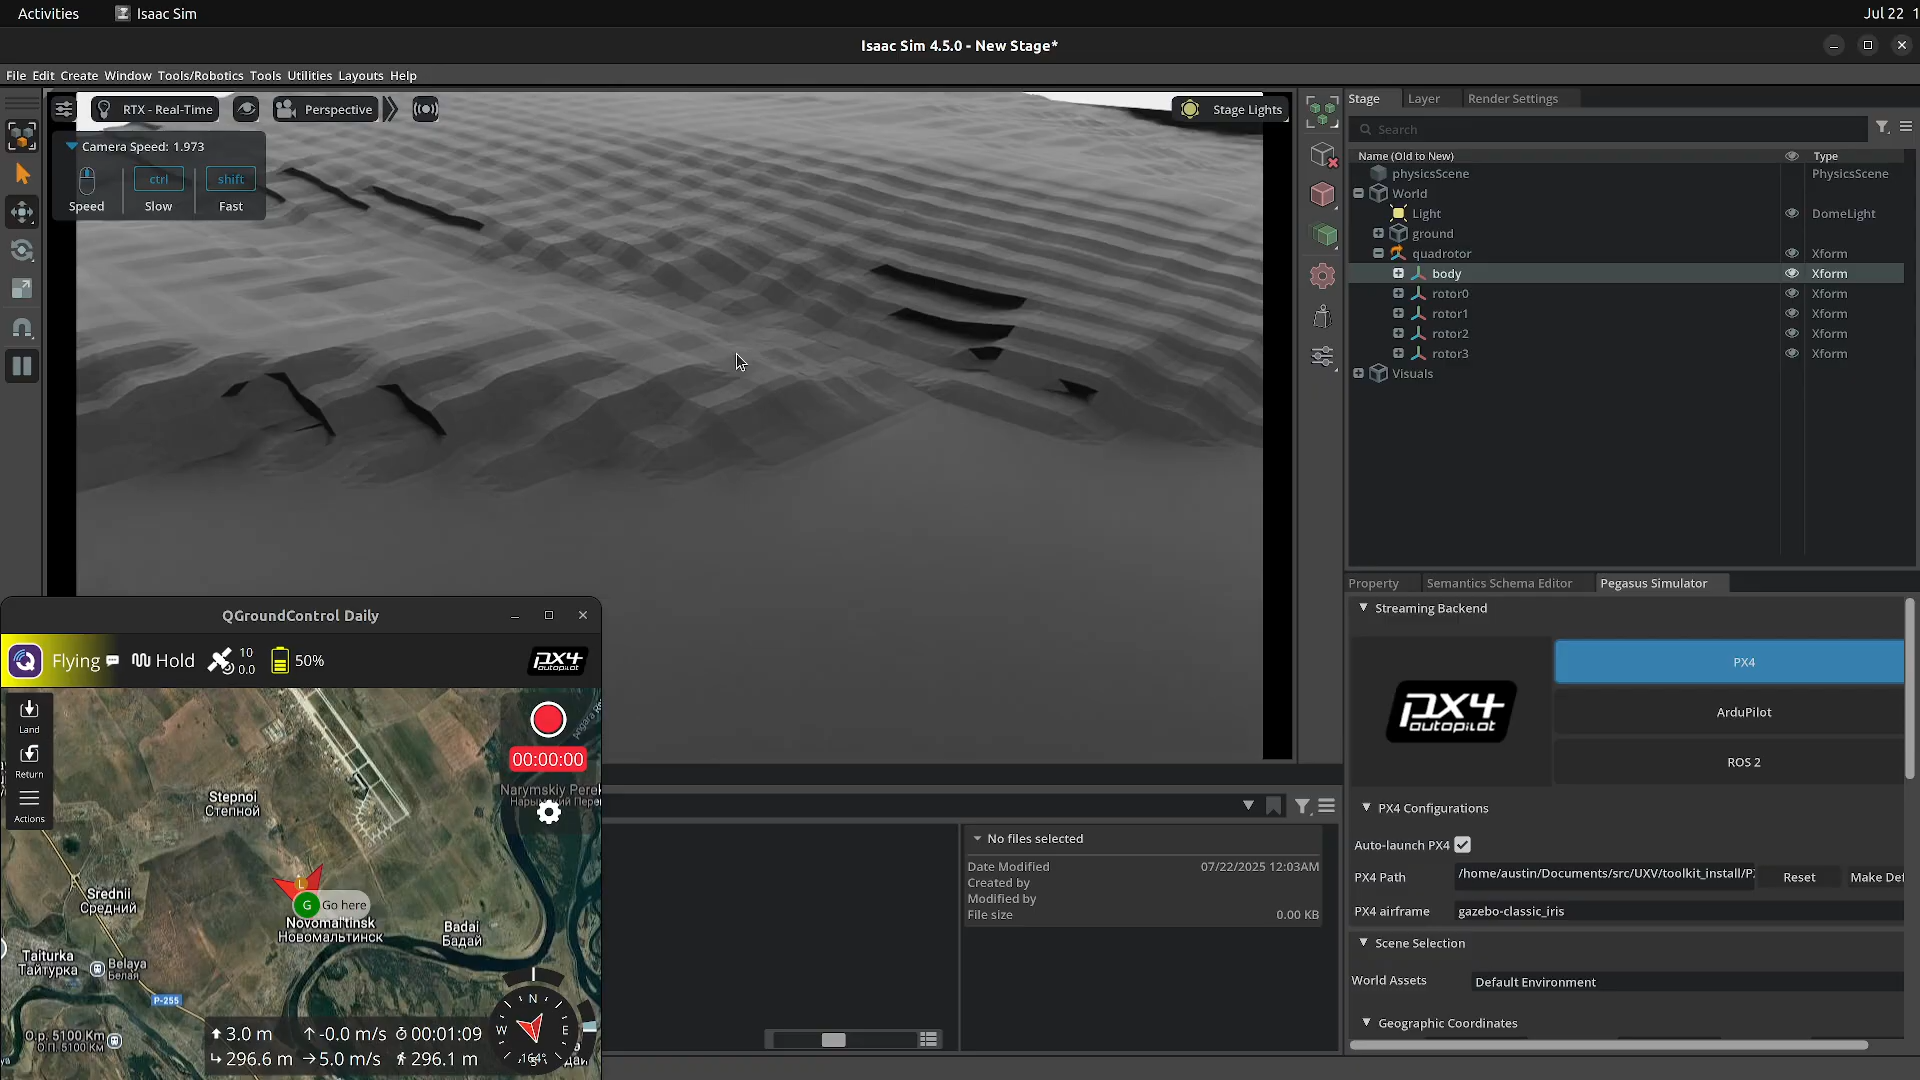 Activities
Isaac Sim
Jul 22 1
Isaac Sim 4.5.0 - New Stage*
File Edit Create Window Tools/Robotics Tools Utilities Layouts Help
RTX - Real-Time
Perspective
Stage Lights
Camera Speed: 1.973
ctrl
shift
Speed
Slow
Fast
Stage
Layer
Render Settings
Search
Name (Old to New)
Type
physicsScene
PhysicsScene
World
Light
DomeLight
ground
quadrotor
Xform
body
Xform
rotor0
Xform
rotor1
Xform
rotor2
Xform
rotor3
Xform
Visuals
Property
Semantics Schema Editor
Pegasus Simulator
Streaming Backend
px4
autopilot
PX4
ArduPilot
ROS 2
PX4 Configurations
Auto-launch PX4
PX4 Path
/home/austin/Documents/src/UXV/toolkit_install/P
Reset
Make Def
PX4 airframe
gazebo-classic_iris
Scene Selection
World Assets
Default Environment
Geographic Coordinates
No files selected
Date Modified
07/22/2025 12:03AM
Created by
Modified by
File size
0.00 KB
QGroundControl Daily
Flying
Hold
10
0.0
50%
px4
autopilot
Land
Return
Actions
00:00:00
Narymskiy Perek
Stepnoi
Степной
Srednii
Средний
L
G
Go here
Novomal'tinsk
Новомальтинск
Badai
Бадай
Taiturka
Тайтурка
Belaya
Белая
P-255
O.p. 5100 Km
О.П. 5100 Км
N
W
E
164°
3.0 m
-0.0 m/s
00:01:09
296.6 m
5.0 m/s
296.1 m